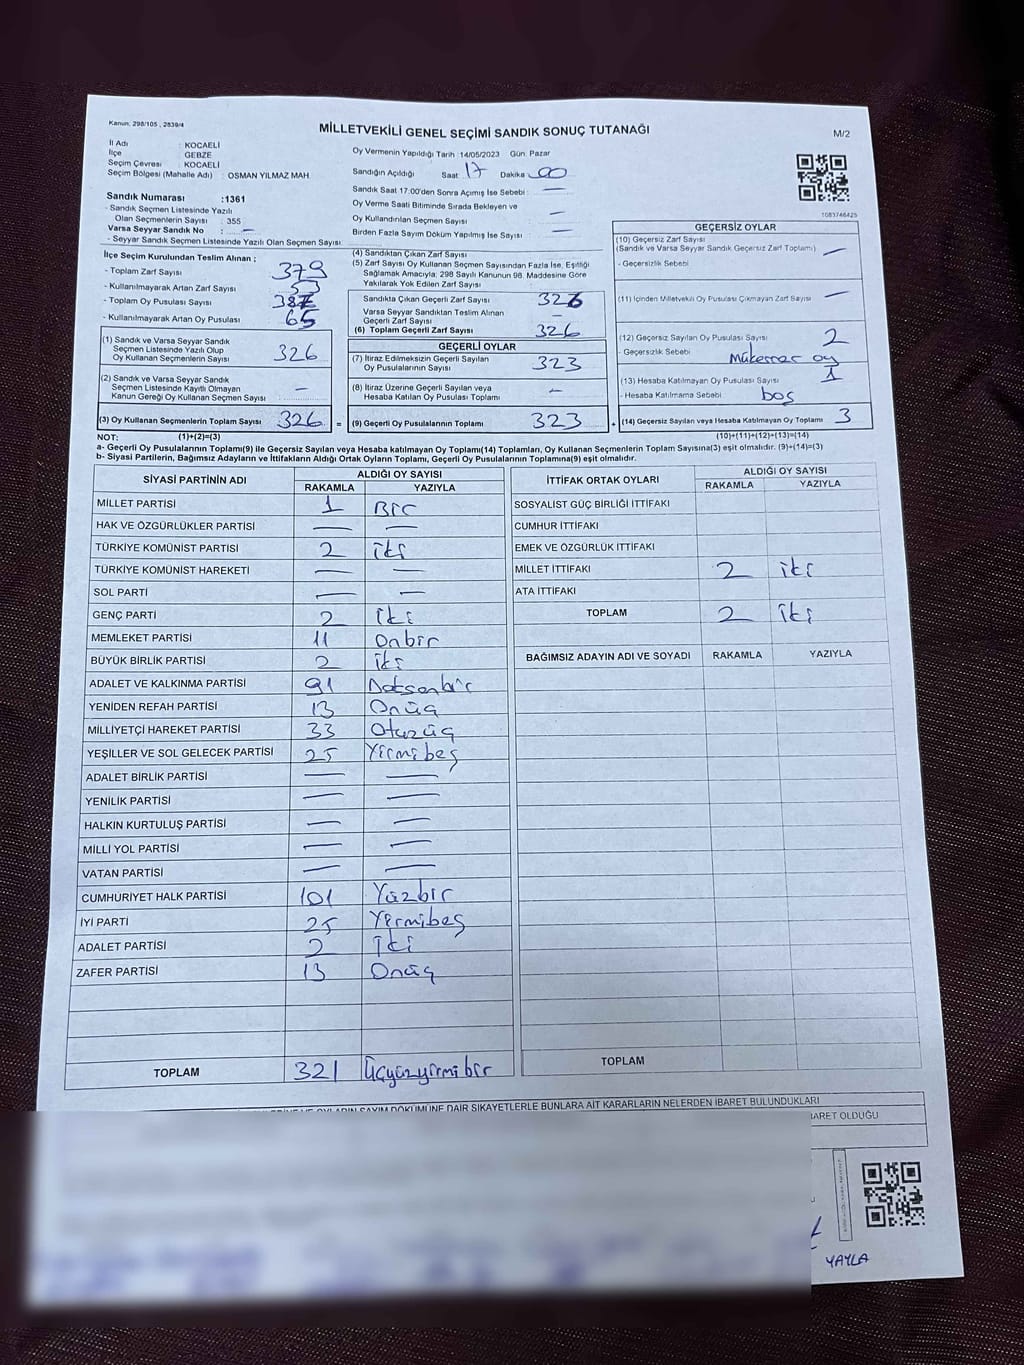 Kanun, 298/105 , 2839/4
MİLLETVEKİLİ GENEL SEÇİMİ SANDIK SONUÇ TUTANAĞI
M/2
İl Adı : KOCAELİ
İlçe GEBZE
Seçim Çevresi : KOCAELİ
Seçim Bölgesi (Mahalle Adı) : OSMAN YILMAZ MAH
Oy Vermenin Yapıldığı Tarih :14/05/2023 Gün: Pazar
Sandığın Açıldığı Saat 17 Dakika : 00
Sandık Saat 17:00'den Sonra Açımış İse Sebebi : —
Oy Verme Saati Bitiminde Sırada Bekleyen ve
Oy Kullandırılan Seçmen Sayısı : —
Birden Fazla Sayım Döküm Yapılmış İse Sayısı : —
1083746425
Sandık Numarası :1361
- Sandık Seçmen Listesinde Yazılı
Olan Seçmenlerin Sayısı : 355
Varsa Seyyar Sandık No : —
- Seyyar Sandık Seçmen Listesinde Yazılı Olan Seçmen Sayısı
İlçe Seçim Kurulundan Teslim Alınan ;
- Toplam Zarf Sayısı 379
- Kullanılmayarak Artan Zarf Sayısı 53
- Toplam Oy Pusulası Sayısı
- Kullanılmayarak Artan Oy Pusulası 65
(1) Sandık ve Varsa Seyyar Sandık
Seçmen Listesinde Yazılı Olup
Oy Kullanan Seçmenlerin Sayısı 326
(2) Sandık ve Varsa Seyyar Sandık
Seçmen Listesinde Kayıtlı Olmayan
Kanun Gereği Oy Kullanan Seçmen Sayısı —
(3) Oy Kullanan Seçmenlerin Toplam Sayısı 326 =
(4) Sandıktan Çıkan Zarf Sayısı
(5) Zarf Sayısı Oy Kullanan Seçmen Sayısından Fazla İse, Eşitliği
Sağlamak Amacıyla; 298 Sayılı Kanunun 98. Maddesine Göre
Yakılarak Yok Edilen Zarf Sayısı
Sandıkta Çıkan Geçerli Zarf Sayısı 326
Varsa Seyyar Sandıktan Teslim Alınan
Geçerli Zarf Sayısı —
(6) Toplam Geçerli Zarf Sayısı 326
GEÇERLİ OYLAR
(7) İtiraz Edilmeksizin Geçerli Sayılan
Oy Pusulalarının Sayısı 323
(8) İtiraz Üzerine Geçerli Sayılan veya
Hesaba Katılan Oy Pusulaları Toplamı —
(9) Geçerli Oy Pusulalarının Toplamı 323 +
GEÇERSİZ OYLAR
(10) Geçersiz Zarf Sayısı
(Sandık ve Varsa Seyyar Sandık Geçersiz Zarf Toplamı) —
- Geçersizlik Sebebi
(11) İçinden Milletvekili Oy Pusulası Çıkmayan Zarf Sayısı —
(12) Geçersiz Sayılan Oy Pusulası Sayısı 2
- Geçersizlik Sebebi Mükerrer oy
(13) Hesaba Katılmayan Oy Pusulası Sayısı 1
- Hesaba Katılmama Sebebi boş
(14) Geçersiz Sayılan veya Hesaba Katılmayan Oy Toplamı 3
NOT: (1)+(2)=(3) (10)+(11)+(12)+(13)=(14)
a- Geçerli Oy Pusulalarının Toplamı(9) ile Geçersiz Sayılan veya Hesaba Katılmayan Oy Toplamı(14) Toplamları, Oy Kullanan Seçmenlerin Toplam Sayısına(3) eşit olmalıdır. (9)+(14)=(3)
b- Siyasi Partilerin, Bağımsız Adayların ve İttifakların Aldığı Ortak Oyların Toplamı, Geçerli Oy Pusulalarının Toplamına(9) eşit olmalıdır.
SİYASİ PARTİNİN ADI ALDIĞI OY SAYISI
RAKAMLA YAZIYLA
MİLLET PARTİSİ 1 Bir
HAK VE ÖZGÜRLÜKLER PARTİSİ — —
TÜRKİYE KOMÜNİST PARTİSİ 2 iki
TÜRKİYE KOMÜNİST HAREKETİ — —
SOL PARTİ — —
GENÇ PARTİ 2 İki
MEMLEKET PARTİSİ 11 Onbir
BÜYÜK BİRLİK PARTİSİ 2 İki
ADALET VE KALKINMA PARTİSİ 91 Doksanbir
YENİDEN REFAH PARTİSİ 13 Onüç
MİLLİYETÇİ HAREKET PARTİSİ 33 Otuzüç
YEŞİLLER VE SOL GELECEK PARTİSİ 25 Yirmibeş
ADALET BİRLİK PARTİSİ — —
YENİLİK PARTİSİ — —
HALKIN KURTULUŞ PARTİSİ — —
MİLLİ YOL PARTİSİ — —
VATAN PARTİSİ — —
CUMHURİYET HALK PARTİSİ 101 Yüzbir
İYİ PARTİ 25 Yirmibeş
ADALET PARTİSİ 2 İki
ZAFER PARTİSİ 13 Onüç
TOPLAM 321 Üçyüzyirmibir
İTTİFAK ORTAK OYLARI ALDIĞI OY SAYISI
RAKAMLA YAZIYLA
SOSYALİST GÜÇ BİRLİĞİ İTTİFAKI
CUMHUR İTTİFAKI
EMEK VE ÖZGÜRLÜK İTTİFAKI
MİLLET İTTİFAKI 2 iki
ATA İTTİFAKI
TOPLAM 2 İki
BAĞIMSIZ ADAYIN ADI VE SOYADI RAKAMLA YAZIYLA
TOPLAM
OYLARIN SAYIM DÖKÜMÜNE DAİR ŞİKAYETLERLE BUNLARA AİT KARARLARIN NELERDEN İBARET BULUNDUKLARI
BARET OLDUĞU
YAYLA